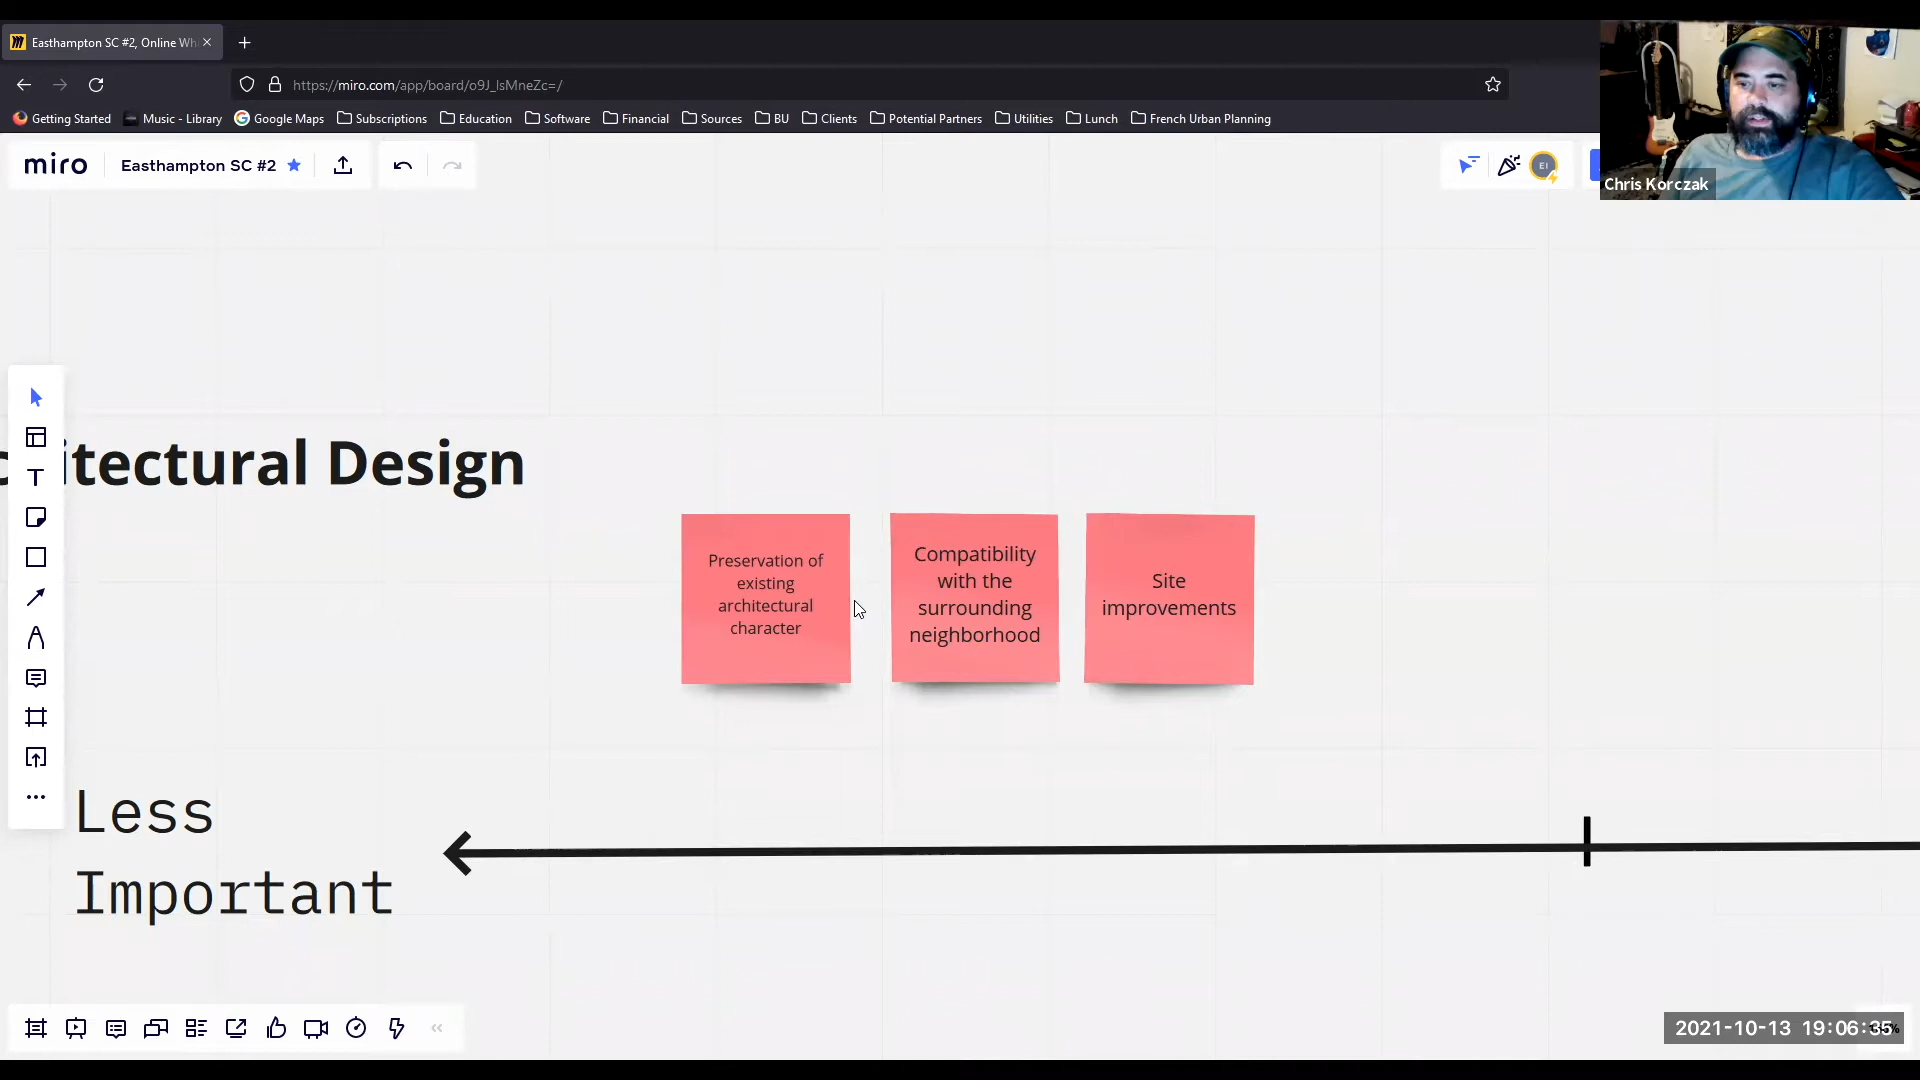 Easthampton SC #2, Online Wh
https://miro.com/app/board/o9J_lsMneZc=/
Getting Started
Music - Library
Google Maps
Subscriptions
Education
Software
Financial
Sources
BU
Clients
Potential Partners
Utilities
Lunch
French Urban Planning
miro
Easthampton SC #2
EI
Chris Korczak
itectural Design
Preservation of
existing
architectural
character
Compatibility
with the
surrounding
neighborhood
Site
improvements
Less
Important
2021-10-13 19:06:35